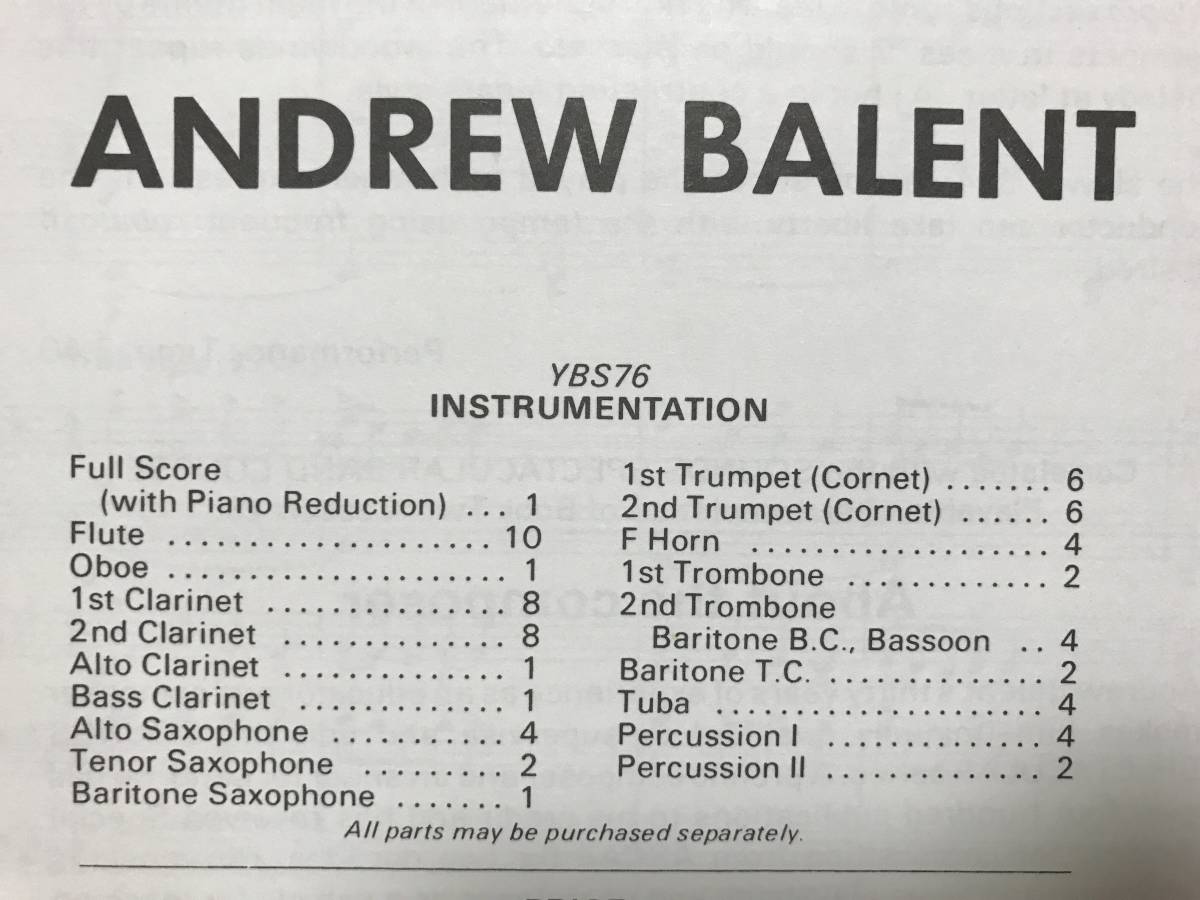 ANDREW BALENT
YBS76
INSTRUMENTATION
Full Score
(with Piano Reduction) ... 1
Flute .................... 10
Oboe ..................... 1
1st Clarinet ............... 8
2nd Clarinet .............. 8
Alto Clarinet .............. 1
Bass Clarinet ............. 1
Alto Saxophone ........... 4
Tenor Saxophone ......... 2
Baritone Saxophone ....... 1
1st Trumpet (Cornet) ....... 6
2nd Trumpet (Cornet) ...... 6
F Horn ................... 4
1st Trombone ............. 2
2nd Trombone
Baritone B.C., Bassoon .. 4
Baritone T.C. ............. 2
Tuba .................... 4
Percussion I .............. 4
Percussion II .............. 2
All parts may be purchased separately.